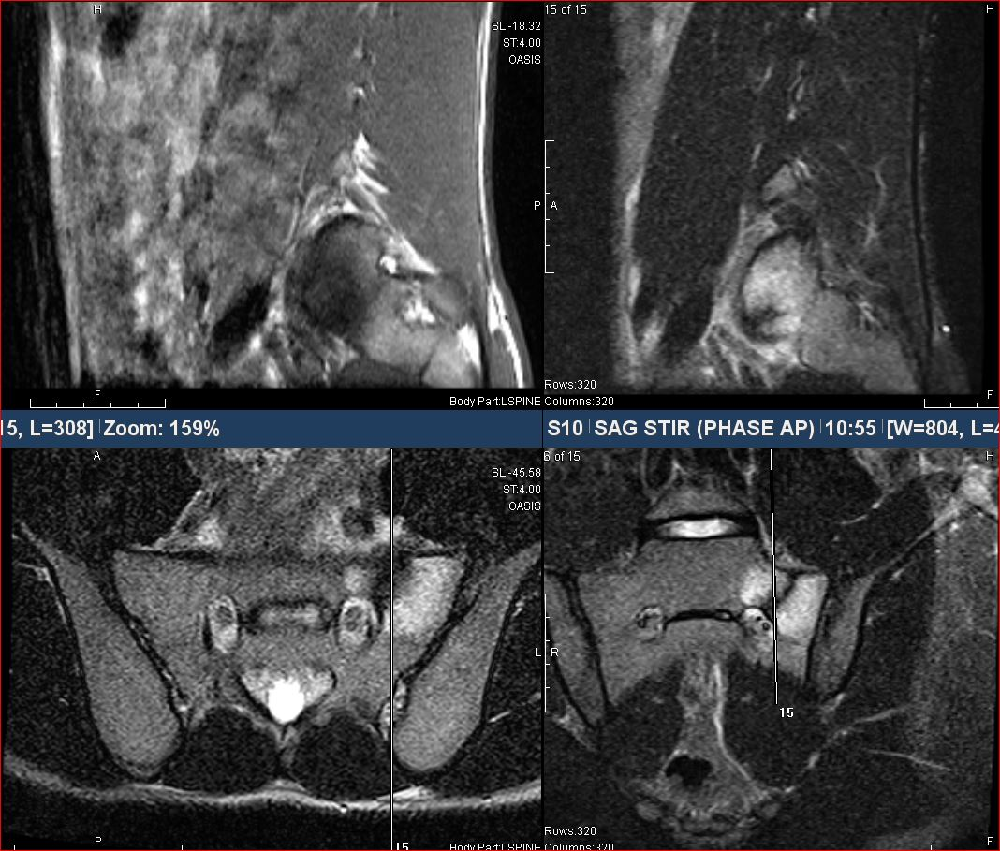 H
SL:-18.32
ST:4.00
OASIS
F
Body Part:LSPINE
15 of 15
H
P A
Rows:320
Columns:320
F
15, L=308] Zoom: 159%
S10 SAG STIR (PHASE AP) 10:55 [W=804, L=4
A
SL:-45.58
ST:4.00
OASIS
L
P
15
Body Part:LSPINE
6 of 15
H
R
15
Rows:320
Columns:320
F